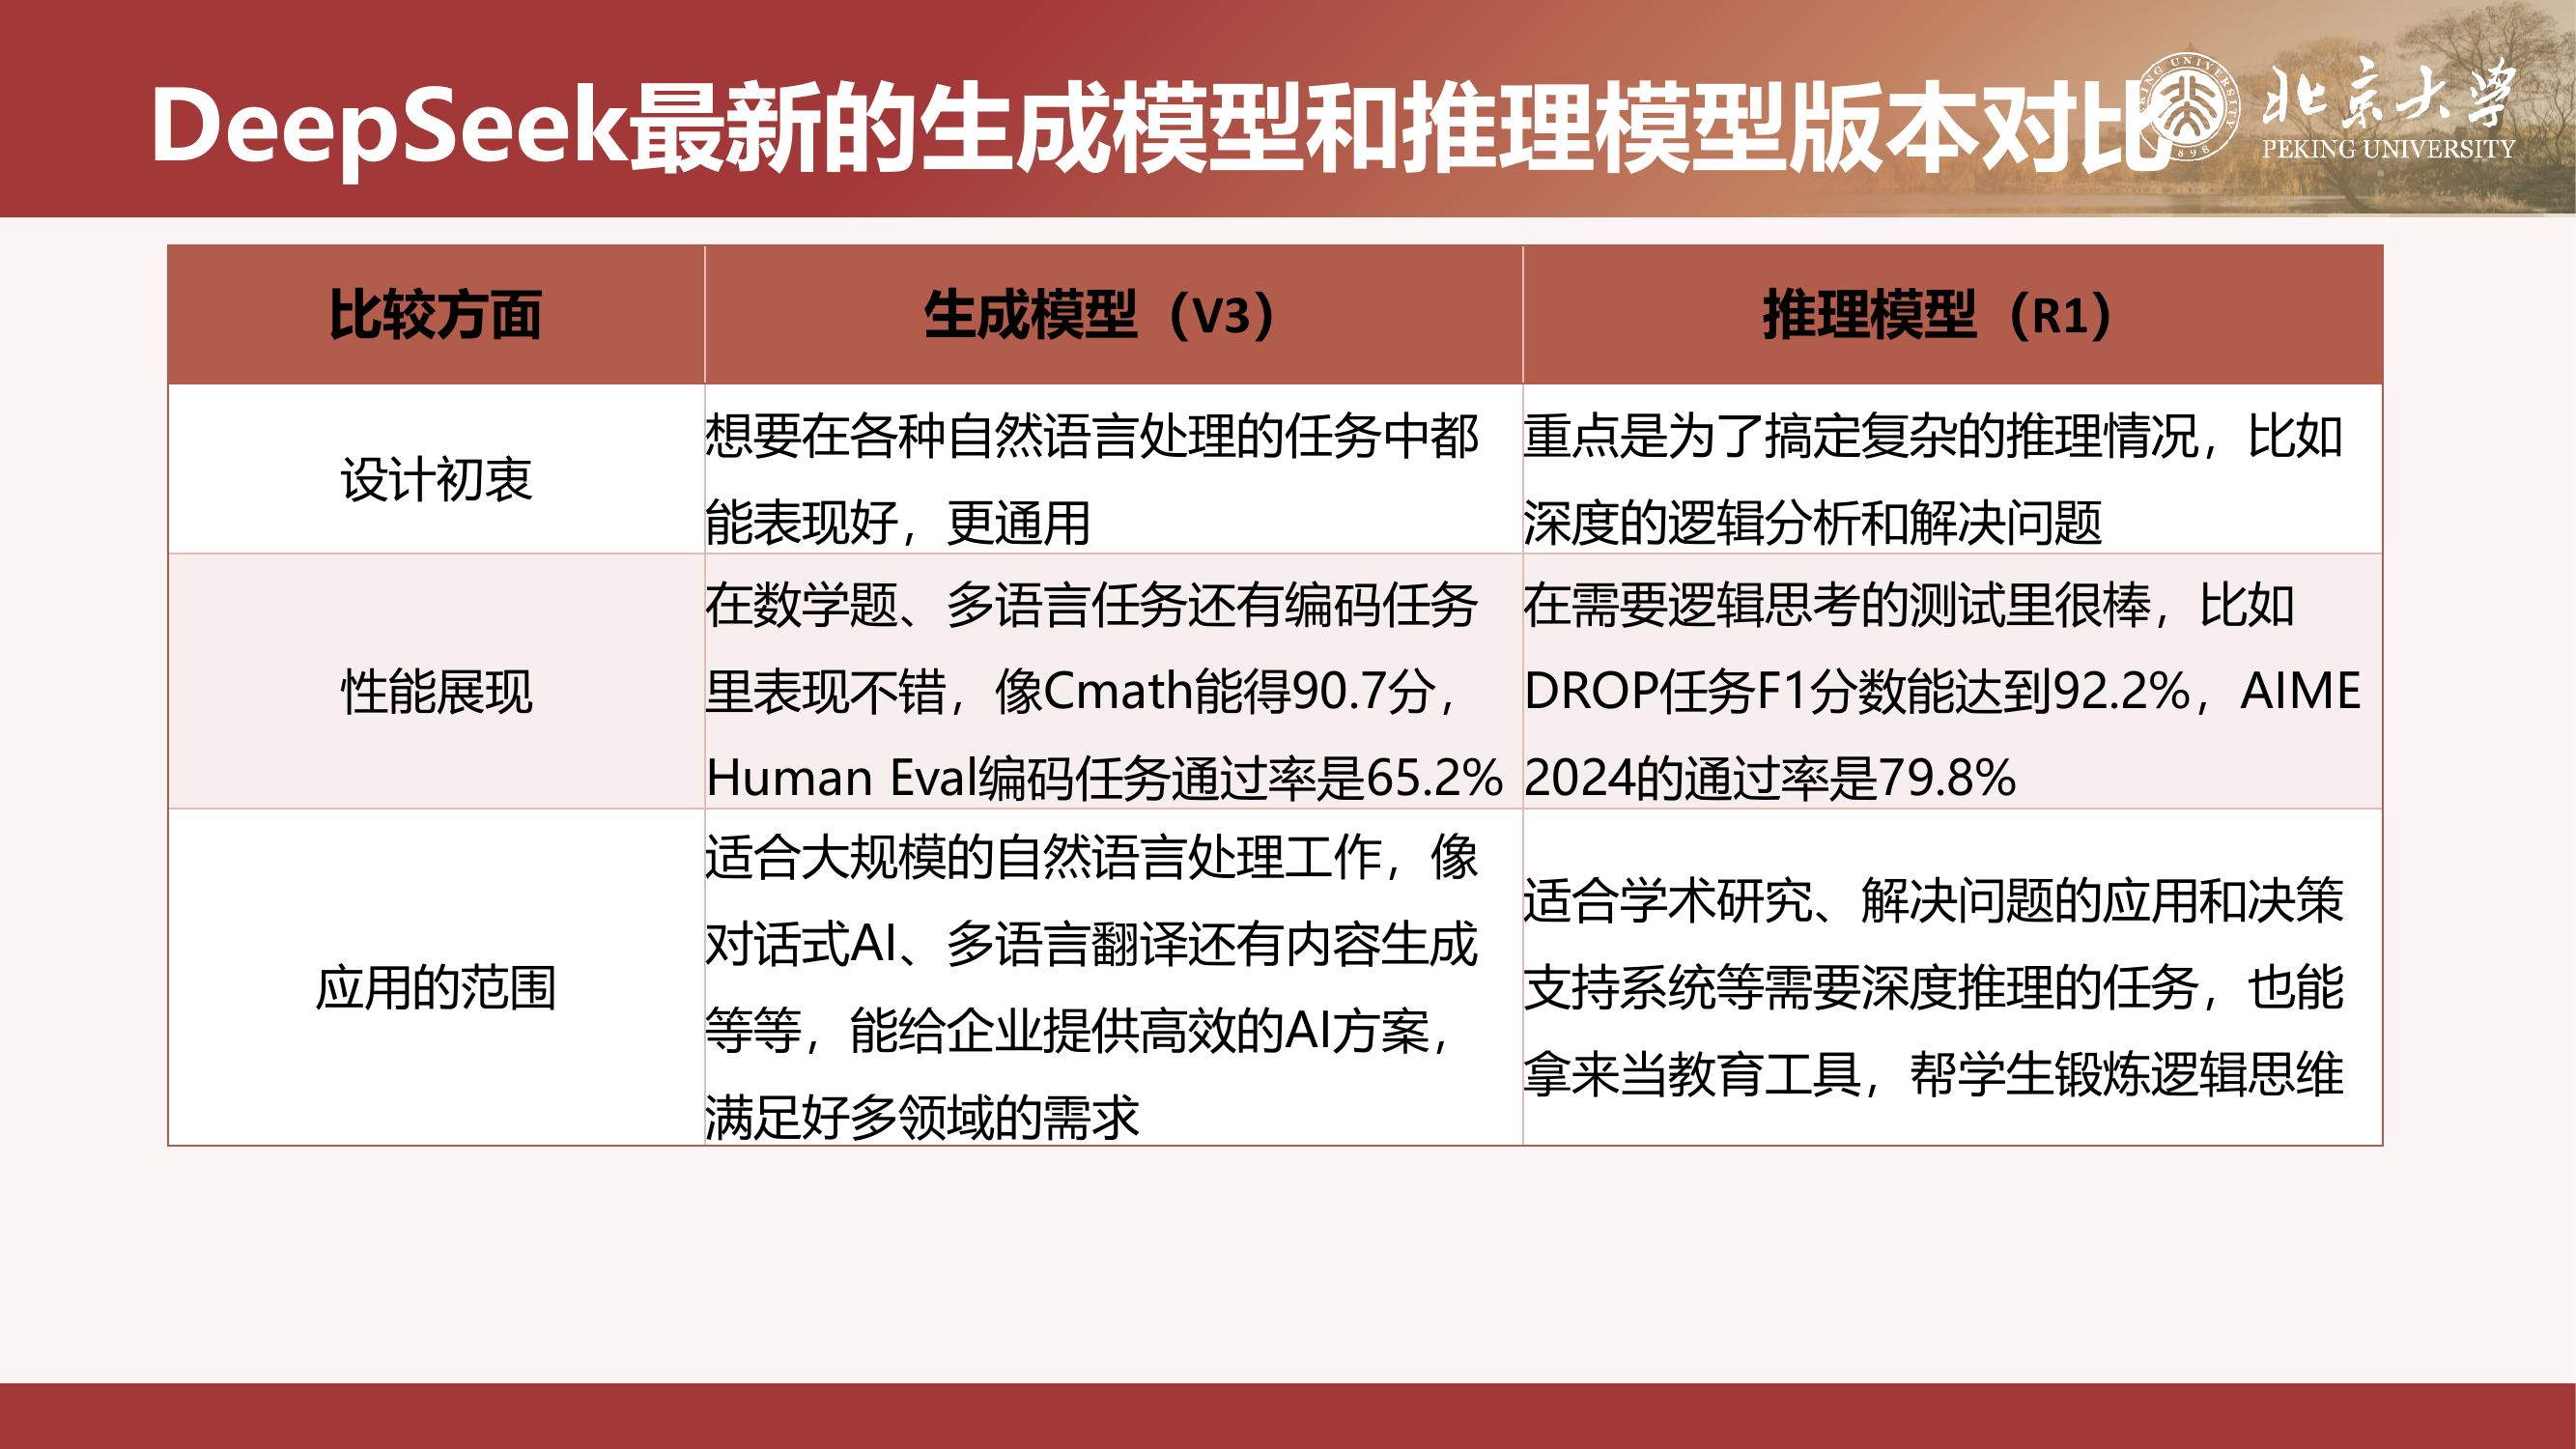 DeepSeek最新的生成模型和推理模型版本对比
PEKING UNIVERSITY
1898
北京大学
PEKING UNIVERSITY
比较方面
生成模型（V3）
推理模型（R1）
设计初衷
想要在各种自然语言处理的任务中都
能表现好，更通用
重点是为了搞定复杂的推理情况，比如
深度的逻辑分析和解决问题
性能展现
在数学题、多语言任务还有编码任务
里表现不错，像Cmath能得90.7分，
Human Eval编码任务通过率是65.2%
在需要逻辑思考的测试里很棒，比如
DROP任务F1分数能达到92.2%，AIME
2024的通过率是79.8%
应用的范围
适合大规模的自然语言处理工作，像
对话式AI、多语言翻译还有内容生成
等等，能给企业提供高效的AI方案，
满足好多领域的需求
适合学术研究、解决问题的应用和决策
支持系统等需要深度推理的任务，也能
拿来当教育工具，帮学生锻炼逻辑思维